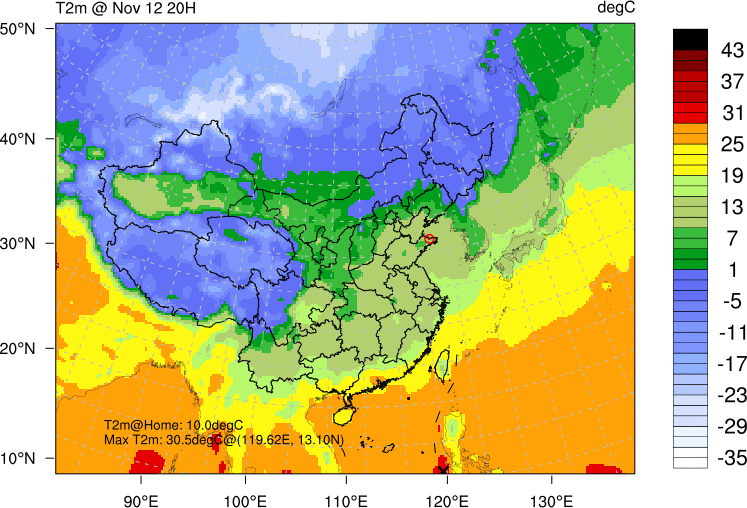 T2m @ Nov 12 20H
degC
50°N
40°N
30°N
20°N
10°N
T2m@Home: 10.0degC
Max T2m: 30.5degC@(119.62E, 13.10N)
90°E
100°E
110°E
120°E
130°E
43
37
31
25
19
13
7
1
-5
-11
-17
-23
-29
-35